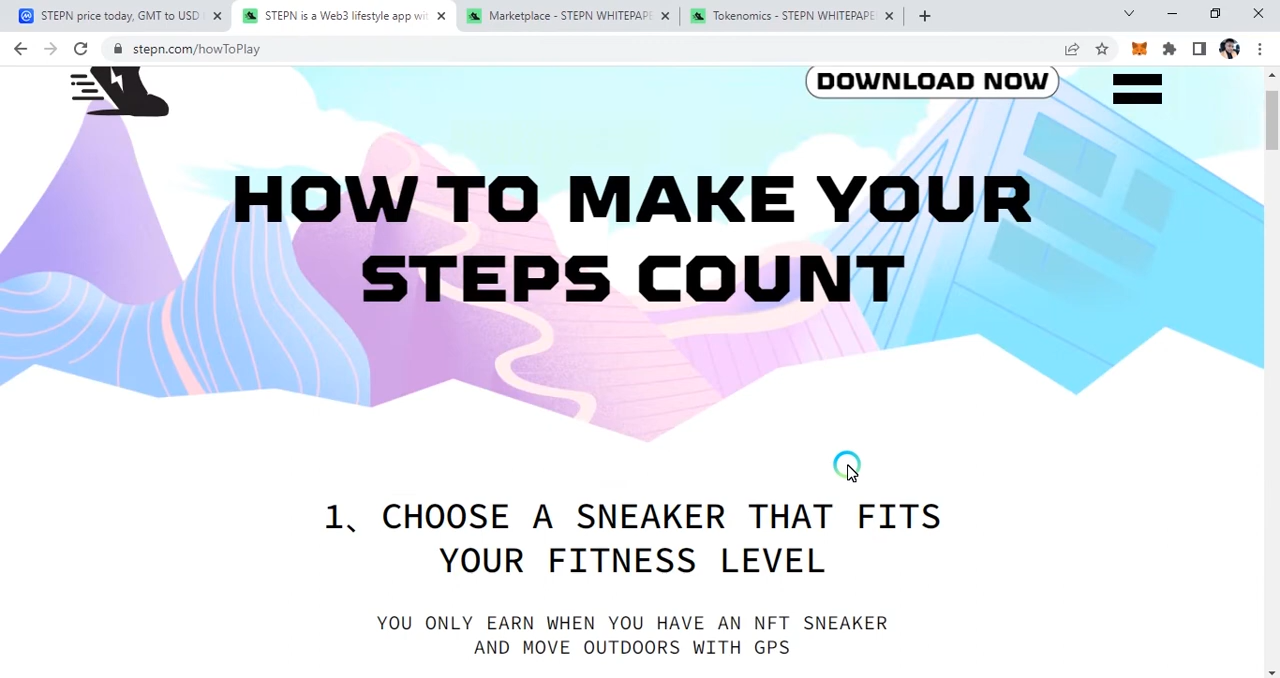 STEPN price today, GMT to USD
STEPN is a Web3 lifestyle app wit
Marketplace - STEPN WHITEPAPE
Tokenomics - STEPN WHITEPAPE
stepn.com/howToPlay
DOWNLOAD NOW
HOW TO MAKE YOUR
STEPS COUNT
1、CHOOSE A SNEAKER THAT FITS
YOUR FITNESS LEVEL
YOU ONLY EARN WHEN YOU HAVE AN NFT SNEAKER
AND MOVE OUTDOORS WITH GPS